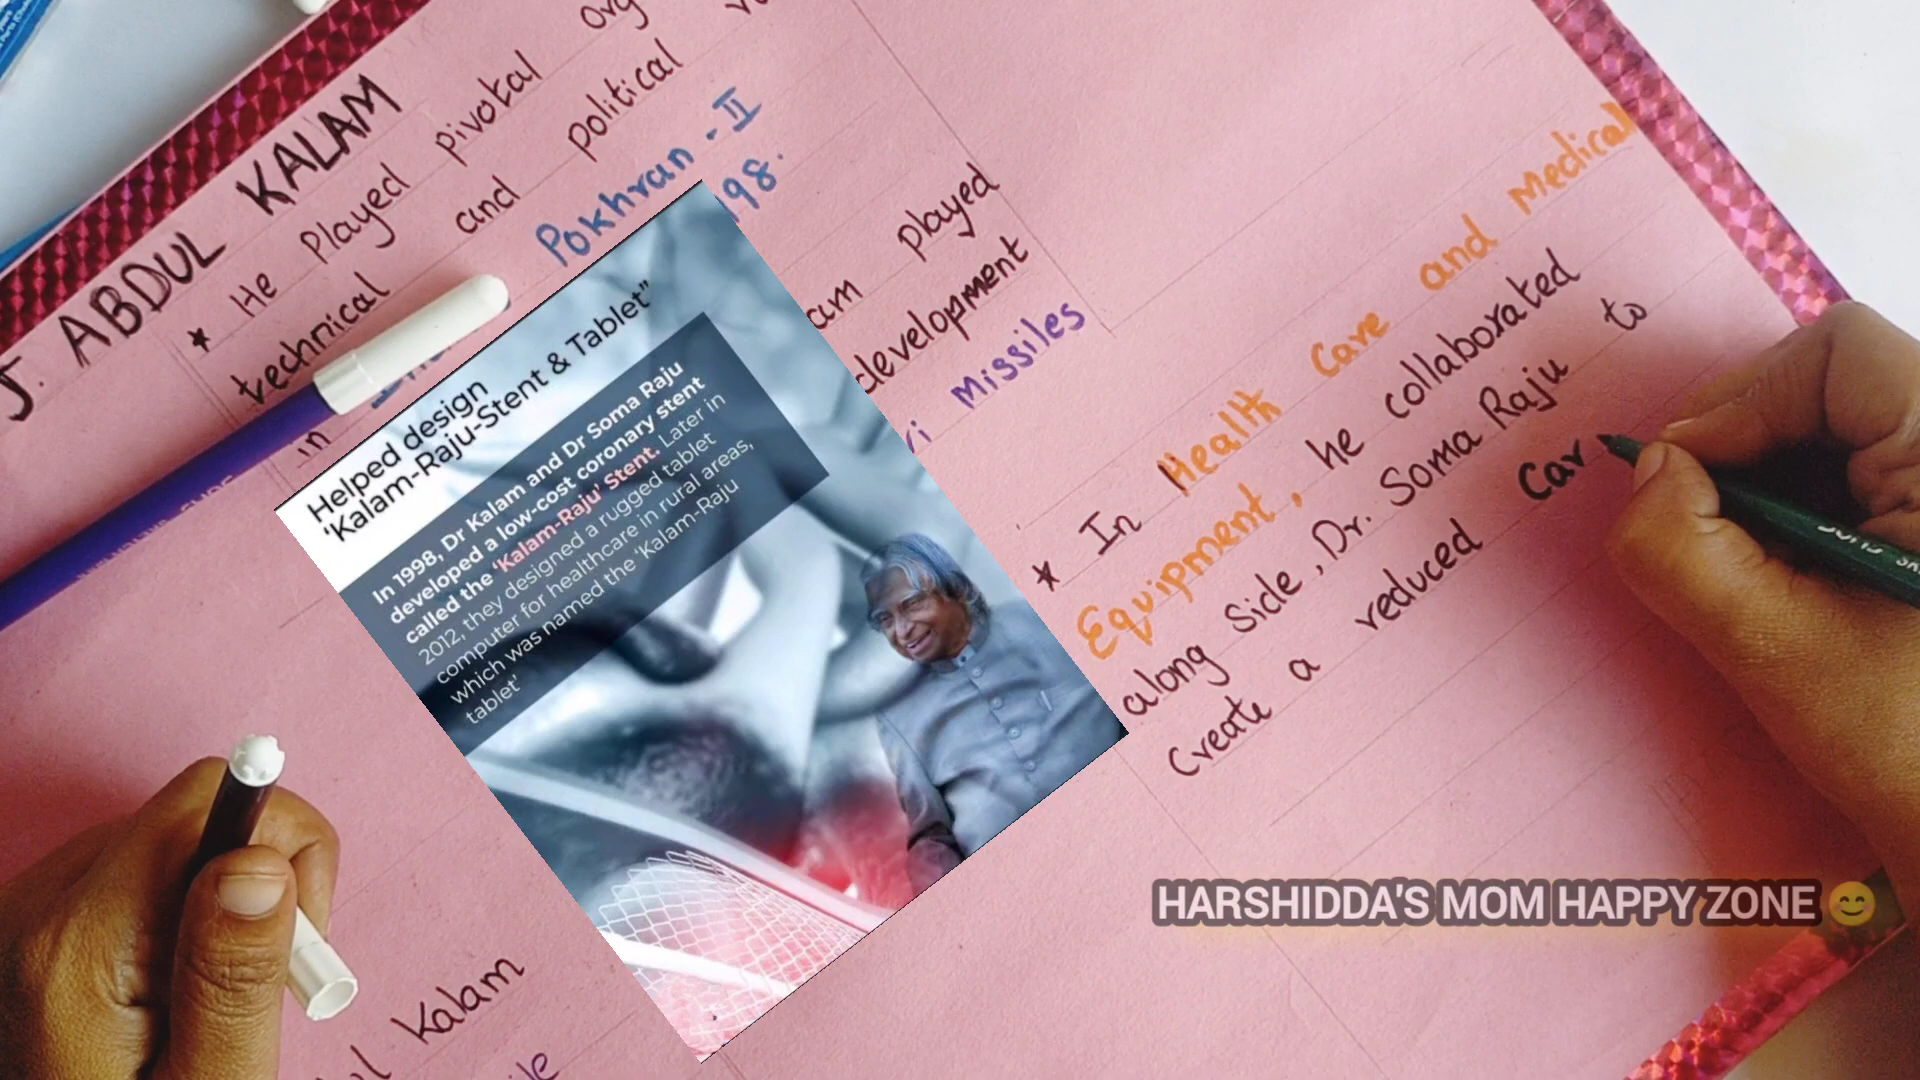 J. ABDUL KALAM
* He Played pivotal org
technical and political
in
Pokhran - II
198.
am played
development
vi Missiles
Helped design
'Kalam-Raju-Stent & Tablet"
In 1998, Dr Kalam and Dr Soma Raju
developed a low-cost coronary stent
called the 'Kalam-Raju' Stent. Later in
2012, they designed a rugged tablet
computer for healthcare in rural areas,
which was named the 'Kalam-Raju
tablet'
* In Health Care and Medical
Equipment, he collaborated
along Side, Dr. Soma Raju to
Create a reduced Car
Kalam
HARSHIDDA'S MOM HAPPY ZONE 😊